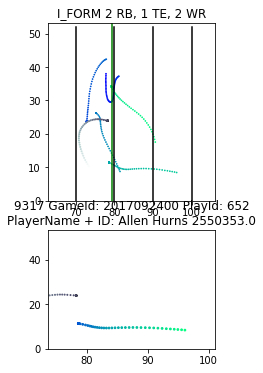 I_FORM 2 RB, 1 TE, 2 WR
50
40
30
20
10
0
70 80 90 100
9317 GameId: 2017092400 PlayId: 652
PlayerName + ID: Allen Hurns 2550353.0
40
20
0
80 90 100